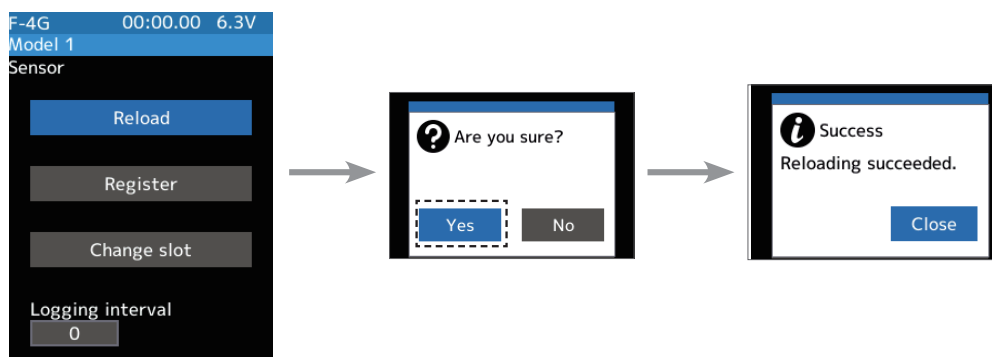 F-4G 00:00.00 6.3V
Model 1
Sensor
Reload
Register
Change slot
Logging interval
0
Are you sure?
Yes No
Success
Reloading succeeded.
Close